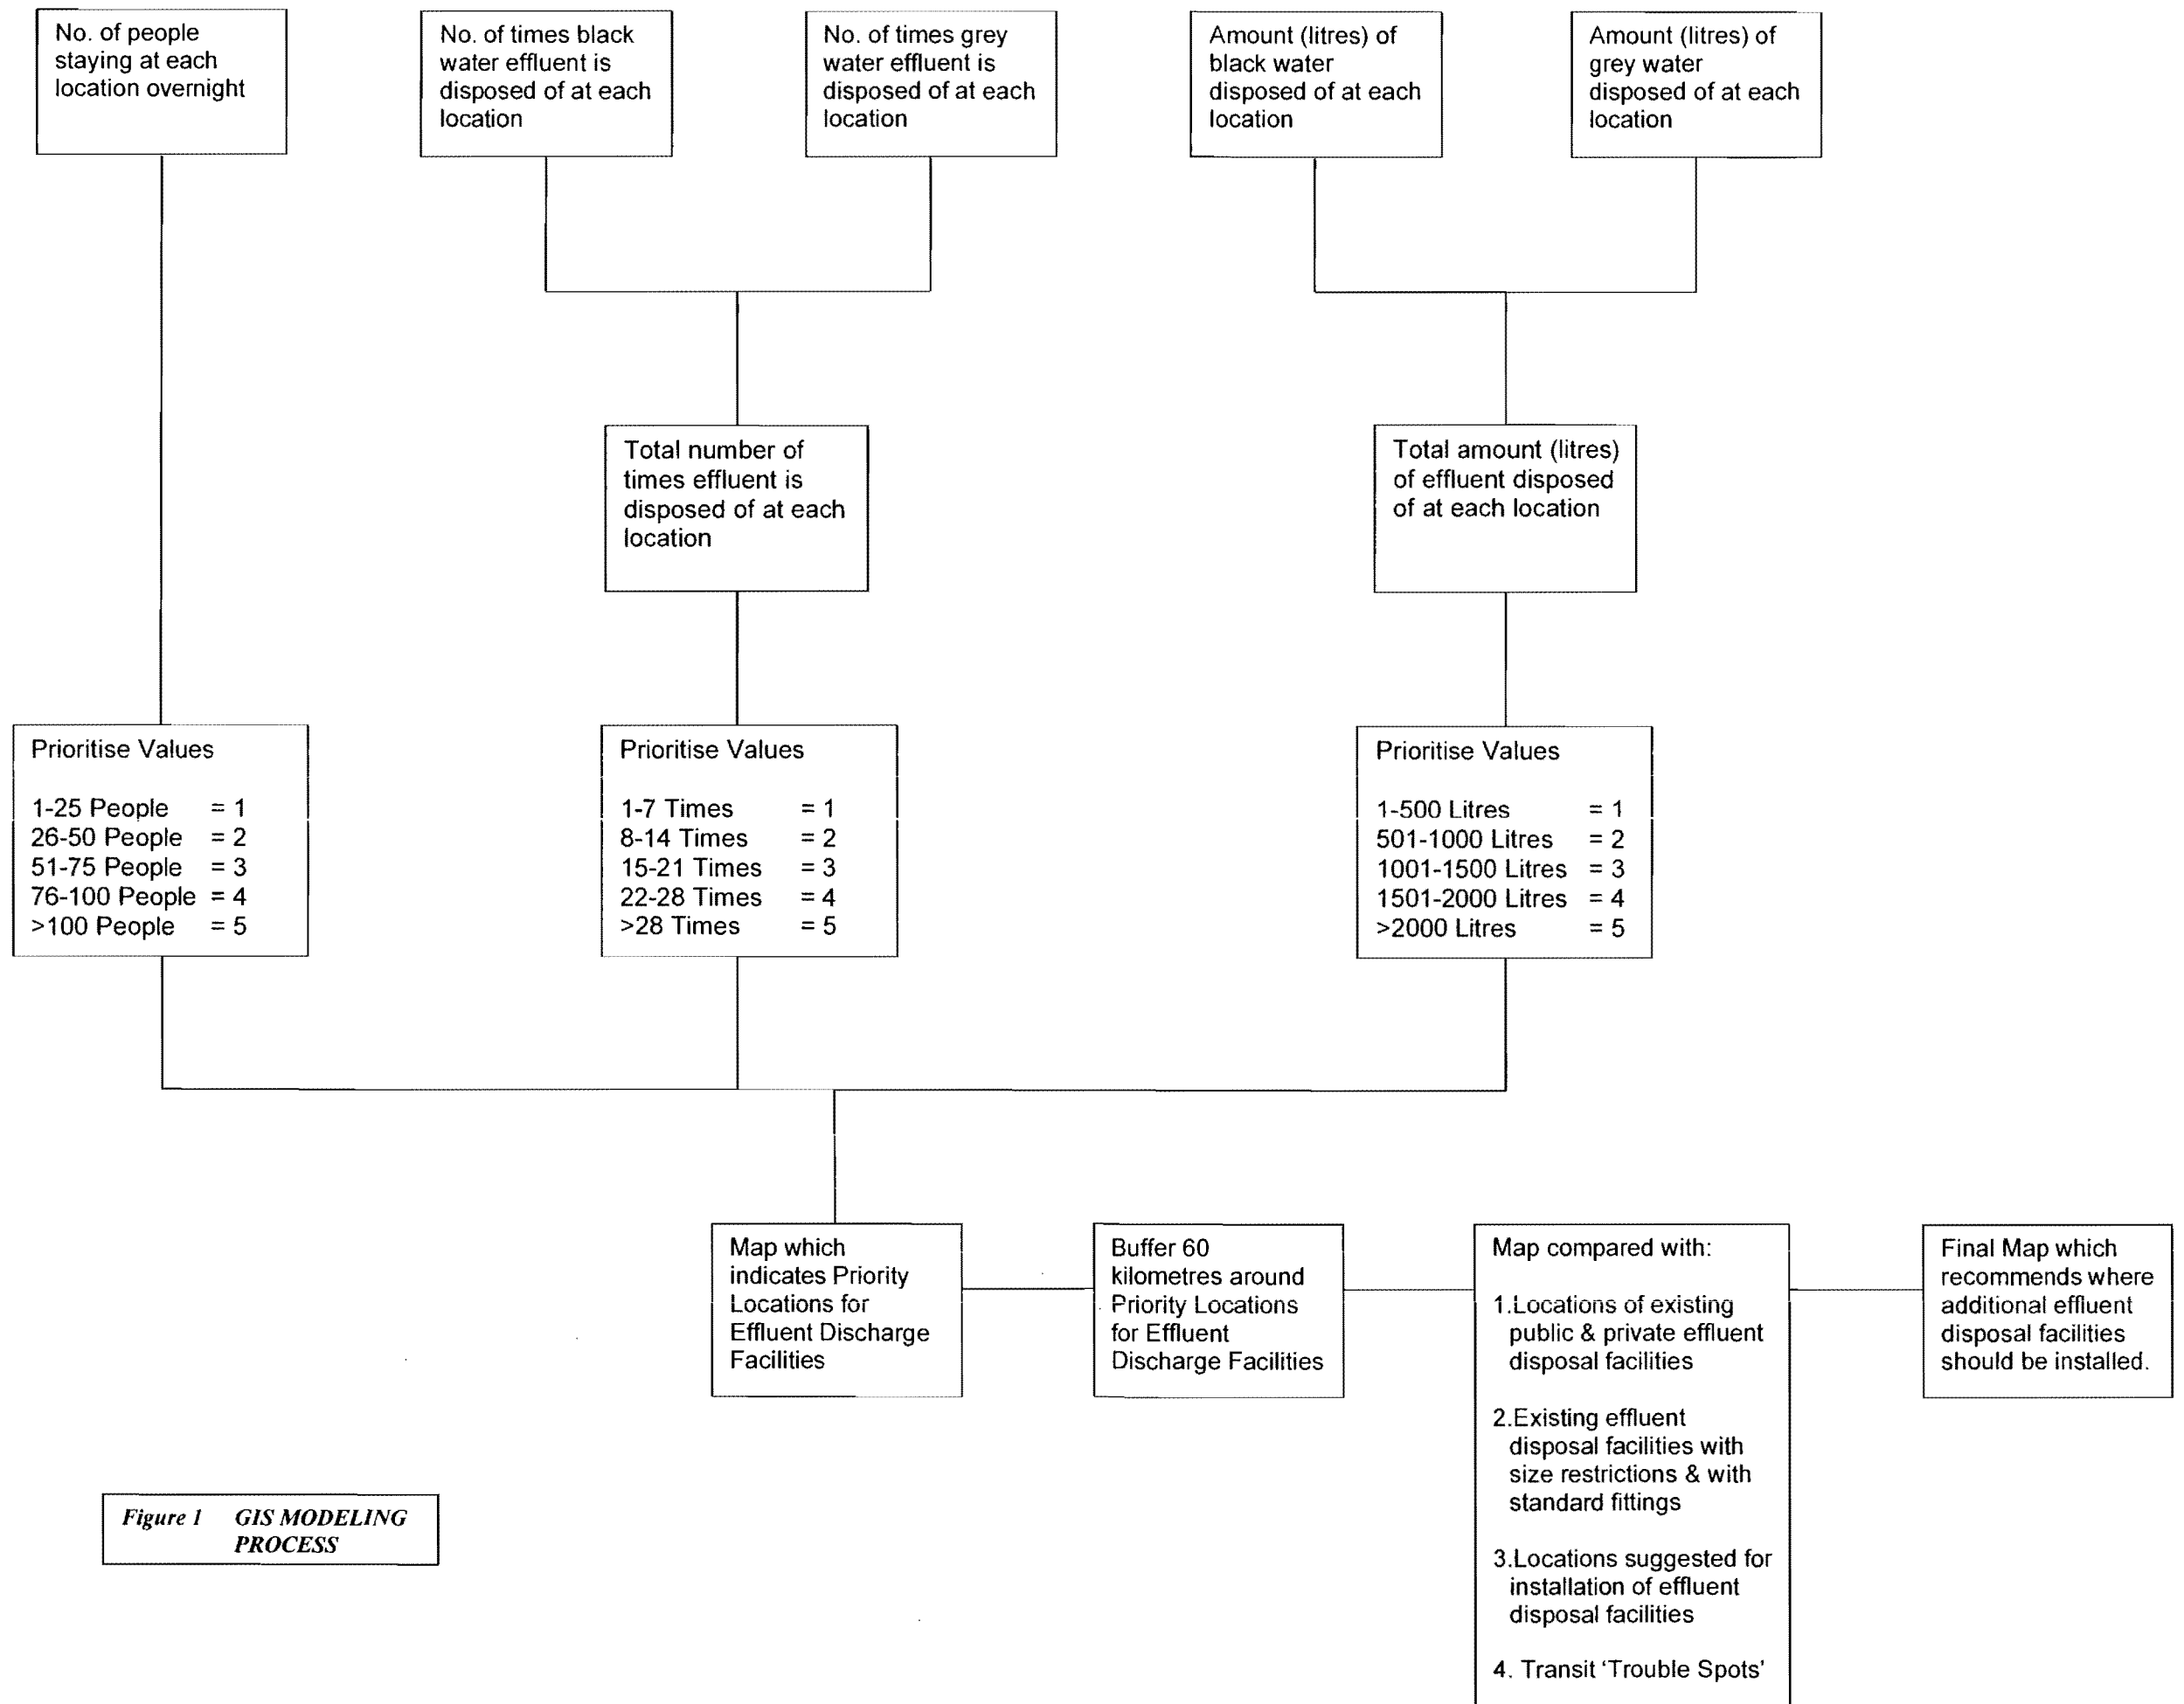 No. of people
staying at each
location overnight
No. of times black
water effluent is
disposed of at each
location
No. of times grey
water effluent is
disposed of at each
location
Amount (litres) of
black water
disposed of at each
location
Amount (litres) of
grey water
disposed of at each
location
Total number of
times effluent is
disposed of at each
location
Total amount (litres)
of effluent disposed
of at each location
Prioritise Values
1-25 People = 1
26-50 People = 2
51-75 People = 3
76-100 People = 4
>100 People = 5
Prioritise Values
1-7 Times = 1
8-14 Times = 2
15-21 Times = 3
22-28 Times = 4
>28 Times = 5
Prioritise Values
1-500 Litres = 1
501-1000 Litres = 2
1001-1500 Litres = 3
1501-2000 Litres = 4
>2000 Litres = 5
Map which
indicates Priority
Locations for
Effluent Discharge
Facilities
Buffer 60
kilometres around
Priority Locations
for Effluent
Discharge Facilities
Map compared with:
1.Locations of existing
public & private effluent
disposal facilities
2.Existing effluent
disposal facilities with
size restrictions & with
standard fittings
3.Locations suggested for
installation of effluent
disposal facilities
4. Transit 'Trouble Spots'
Final Map which
recommends where
additional effluent
disposal facilities
should be installed.
Figure 1 GIS MODELING
PROCESS